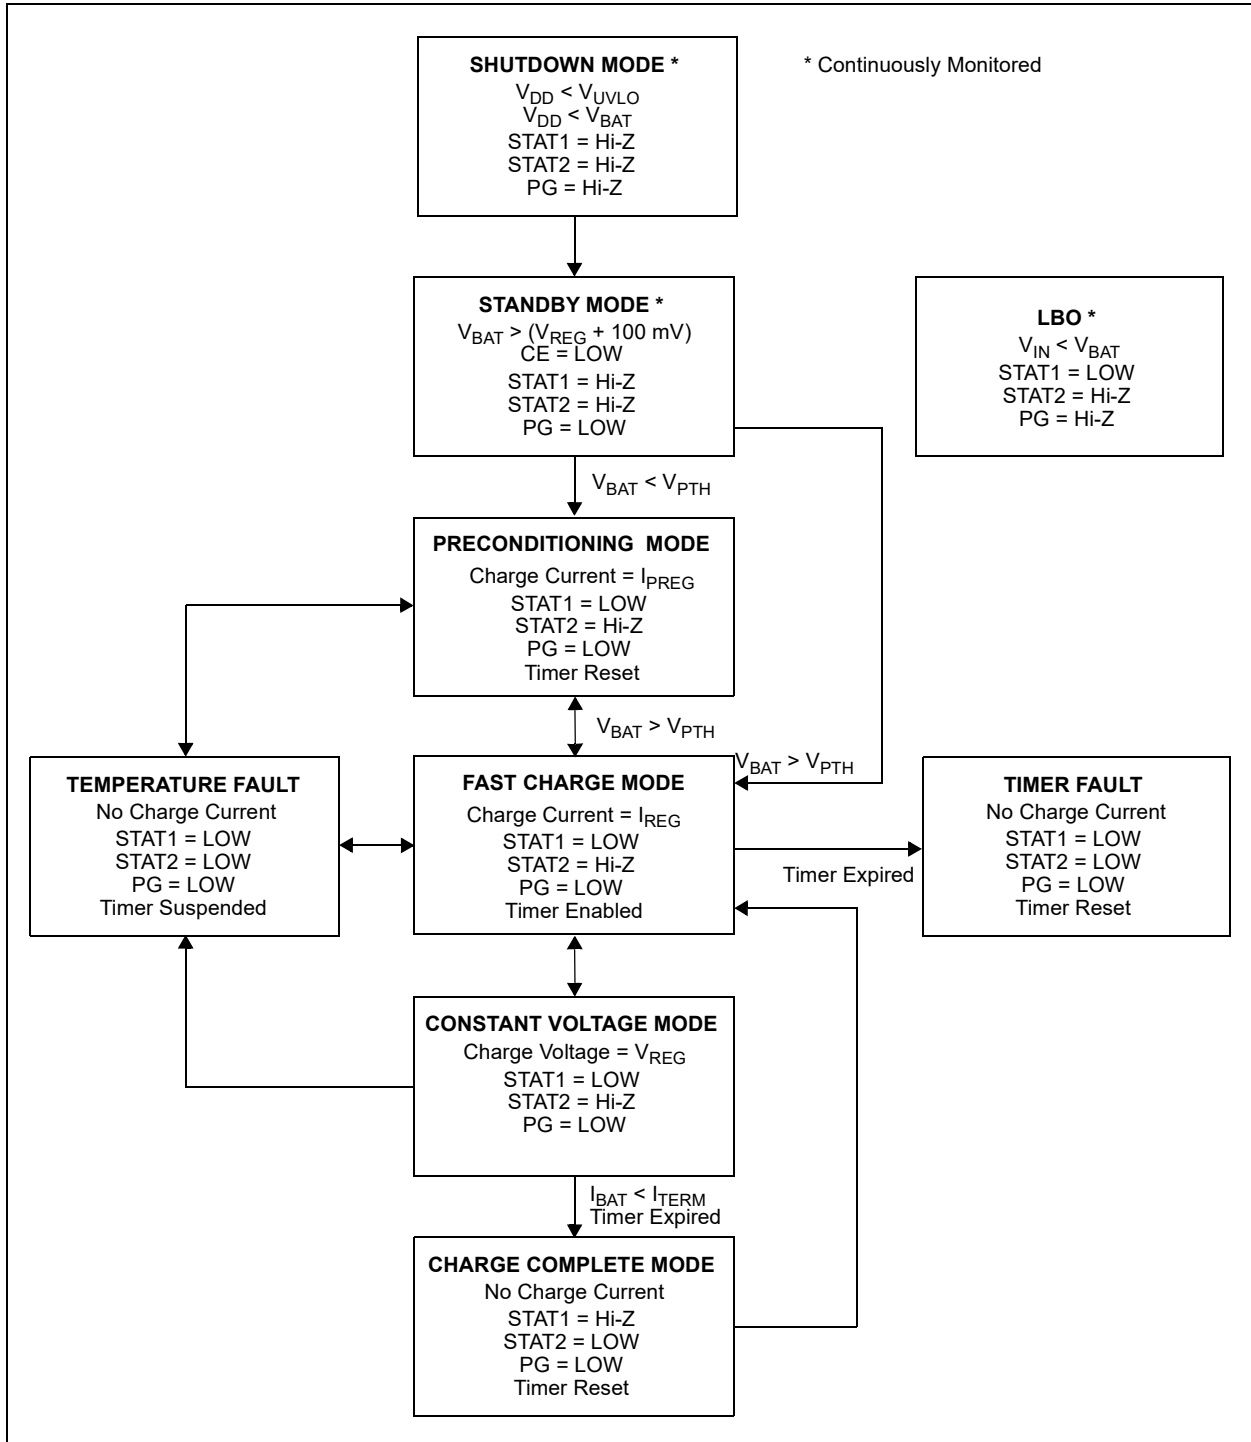 SHUTDOWN MODE *
VDD < VUVLO
VDD < VBAT
STAT1 = Hi-Z
STAT2 = Hi-Z
PG = Hi-Z
* Continuously Monitored
STANDBY MODE *
VBAT > (VREG + 100 mV)
CE = LOW
STAT1 = Hi-Z
STAT2 = Hi-Z
PG = LOW
LBO *
VIN < VBAT
STAT1 = LOW
STAT2 = Hi-Z
PG = Hi-Z
VBAT < VPTH
PRECONDITIONING MODE
Charge Current = IPREG
STAT1 = LOW
STAT2 = Hi-Z
PG = LOW
Timer Reset
VBAT > VPTH
VBAT > VPTH
TEMPERATURE FAULT
No Charge Current
STAT1 = LOW
STAT2 = LOW
PG = LOW
Timer Suspended
FAST CHARGE MODE
Charge Current = IREG
STAT1 = LOW
STAT2 = Hi-Z
PG = LOW
Timer Enabled
Timer Expired
TIMER FAULT
No Charge Current
STAT1 = LOW
STAT2 = LOW
PG = LOW
Timer Reset
CONSTANT VOLTAGE MODE
Charge Voltage = VREG
STAT1 = LOW
STAT2 = Hi-Z
PG = LOW
IBAT < ITERM
Timer Expired
CHARGE COMPLETE MODE
No Charge Current
STAT1 = Hi-Z
STAT2 = LOW
PG = LOW
Timer Reset